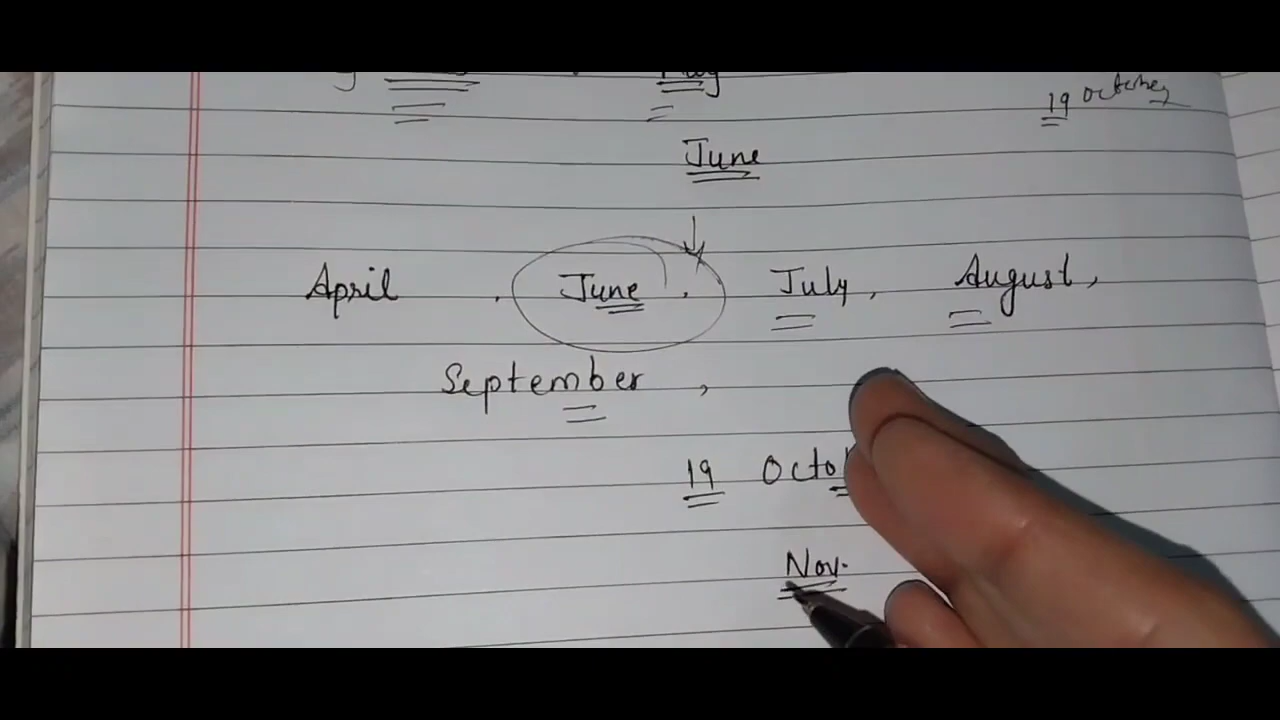 19 October
June
April , June , July , August ,
September ,
19 Octo
Nov.